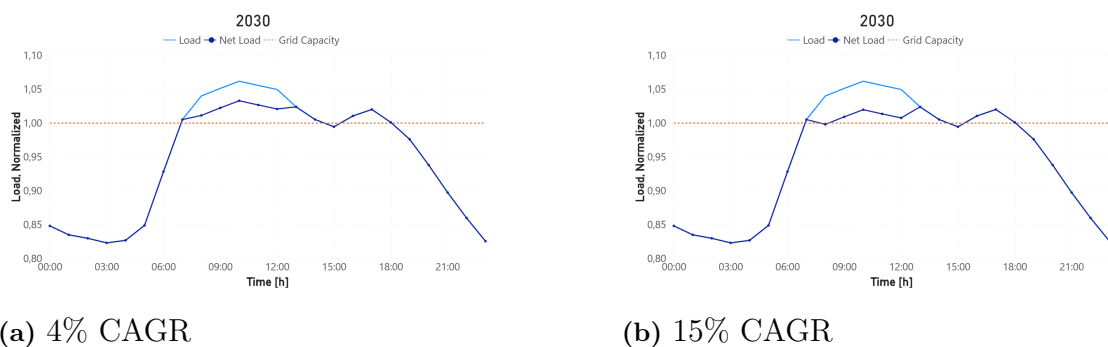 2030
Load Net Load Grid Capacity
1,10
1,05
1,00
0,95
0,90
0,85
0,80
Load, Normalized
00:00 03:00 06:00 09:00 12:00 15:00 18:00 21:00
Time [h]
(a) 4% CAGR
2030
Load Net Load Grid Capacity
1,10
1,05
1,00
0,95
0,90
0,85
0,80
Load, Normalized
00:00 03:00 06:00 09:00 12:00 15:00 18:00 21:00
Time [h]
(b) 15% CAGR